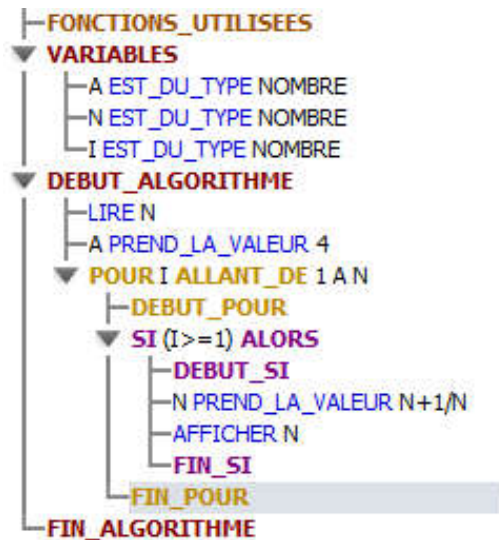 FONCTIONS_UTILISEES
VARIABLES
A EST_DU_TYPE NOMBRE
N EST_DU_TYPE NOMBRE
I EST_DU_TYPE NOMBRE
DEBUT_ALGORITHME
LIRE N
A PREND_LA_VALEUR 4
POUR I ALLANT_DE 1 A N
DEBUT_POUR
SI (I>=1) ALORS
DEBUT_SI
N PREND_LA_VALEUR N+1/N
AFFICHER N
FIN_SI
FIN_POUR
FIN_ALGORITHME